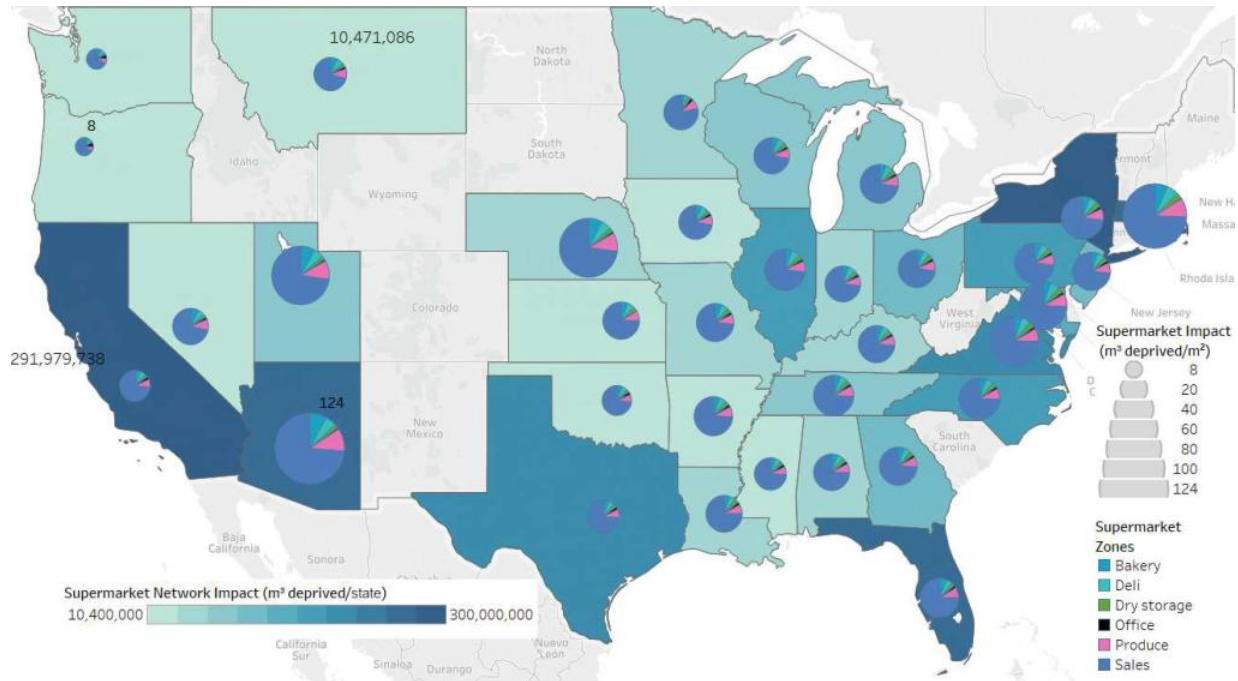 10,471,086
North
Dakota
8
South
Dakota
Idaho
Wyoming
Maine
ermont
New Ha
Massa
Rhode Isla
New Jersey
Colorado
West
Virginia
291,979,738
124
New
Mexico
South
Carolina
D
C
Supermarket Impact
(m³ deprived/m²)
8
20
40
60
80
100
124
Baja
California
Sonora
Supermarket
Zones
Bakery
Deli
Dry storage
Office
Produce
Sales
Supermarket Network Impact (m³ deprived/state)
10,400,000
300,000,000
California
Sur
Sinaloa
Durango
Nuevo
León